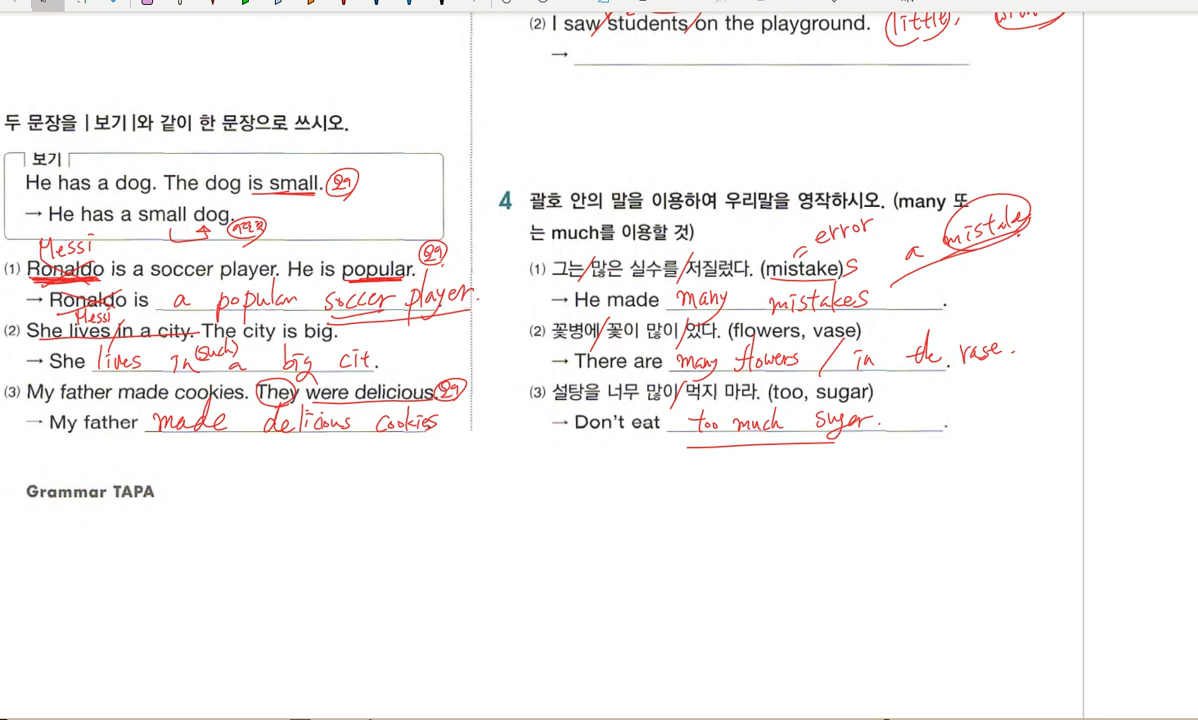 두 문장을 | 보기 |와 같이 한 문장으로 쓰시오.
보기
He has a dog. The dog is small.
→ He has a small dog.
Messi
(1) Ronaldo is a soccer player. He is popular.
→ Ronaldo is a popular soccer player.
Messi
(2) She lives in a city. The city is big.
(such)
→ She lives in a big cit.
(3) My father made cookies. They were delicious.
→ My father made delicious cookies
Grammar TAPA
(2) I saw students on the playground. little,
→
4 괄호 안의 말을 이용하여 우리말을 영작하시오. (many 또
는 much를 이용할 것)
= error
a mistake
(1) 그는 많은 실수를 저질렀다. (mistake)s
→ He made many mistakes.
(2) 꽃병에 꽃이 많이 있다. (flowers, vase)
→ There are many flowers / in the vase.
(3) 설탕을 너무 많이 먹지 마라. (too, sugar)
→ Don't eat too much sugar.